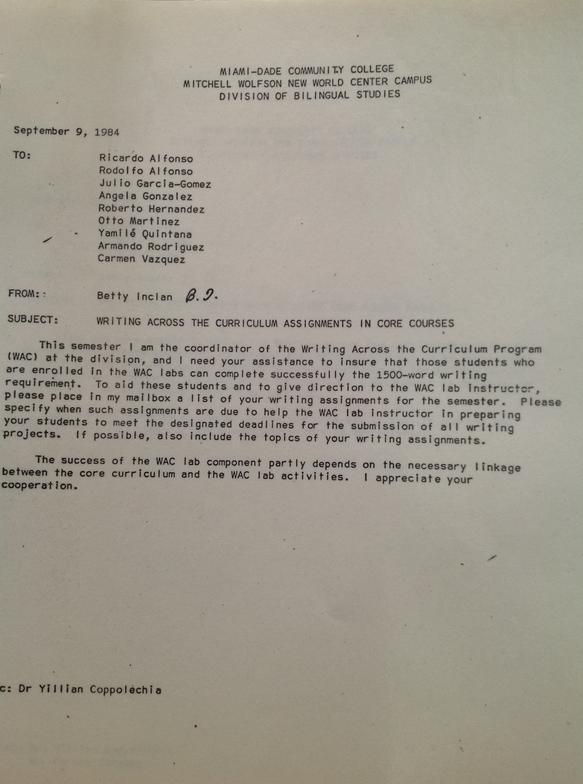 MIAMI-DADE COMMUNITY COLLEGE
MITCHELL WOLFSON NEW WORLD CENTER CAMPUS
DIVISION OF BILINGUAL STUDIES
September 9, 1984
TO:
Ricardo Alfonso
Rodolfo Alfonso
Julio Garcia-Gomez
Angela Gonzalez
Roberto Hernandez
Otto Martinez
Yamilé Quintana
Armando Rodriguez
Carmen Vazquez
FROM: Betty Inclan B.I.
SUBJECT: WRITING ACROSS THE CURRICULUM ASSIGNMENTS IN CORE COURSES
This semester I am the coordinator of the Writing Across the Curriculum Program
(WAC) at the division, and I need your assistance to insure that those students who
are enrolled in the WAC labs can complete successfully the 1500-word writing
requirement. To aid these students and to give direction to the WAC lab instructor,
please place in my mailbox a list of your writing assignments for the semester. Please
specify when such assignments are due to help the WAC lab instructor in preparing
your students to meet the designated deadlines for the submission of all writing
projects. If possible, also include the topics of your writing assignments.
The success of the WAC lab component partly depends on the necessary linkage
between the core curriculum and the WAC lab activities. I appreciate your
cooperation.
c: Dr Yillian Coppolechia